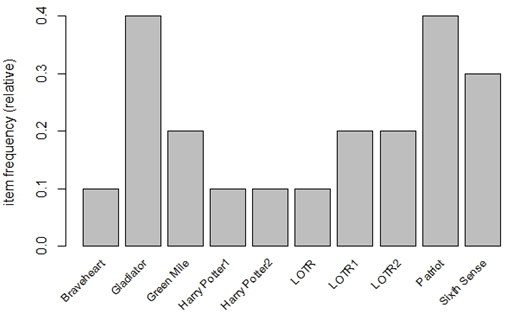 item frequency (relative)
0.4
0.3
0.2
0.1
0.0
Braveheart
Gladiator
Green Mile
Harry Potter1
Harry Potter2
LOTR
LOTR1
LOTR2
Patriot
Sixth Sense